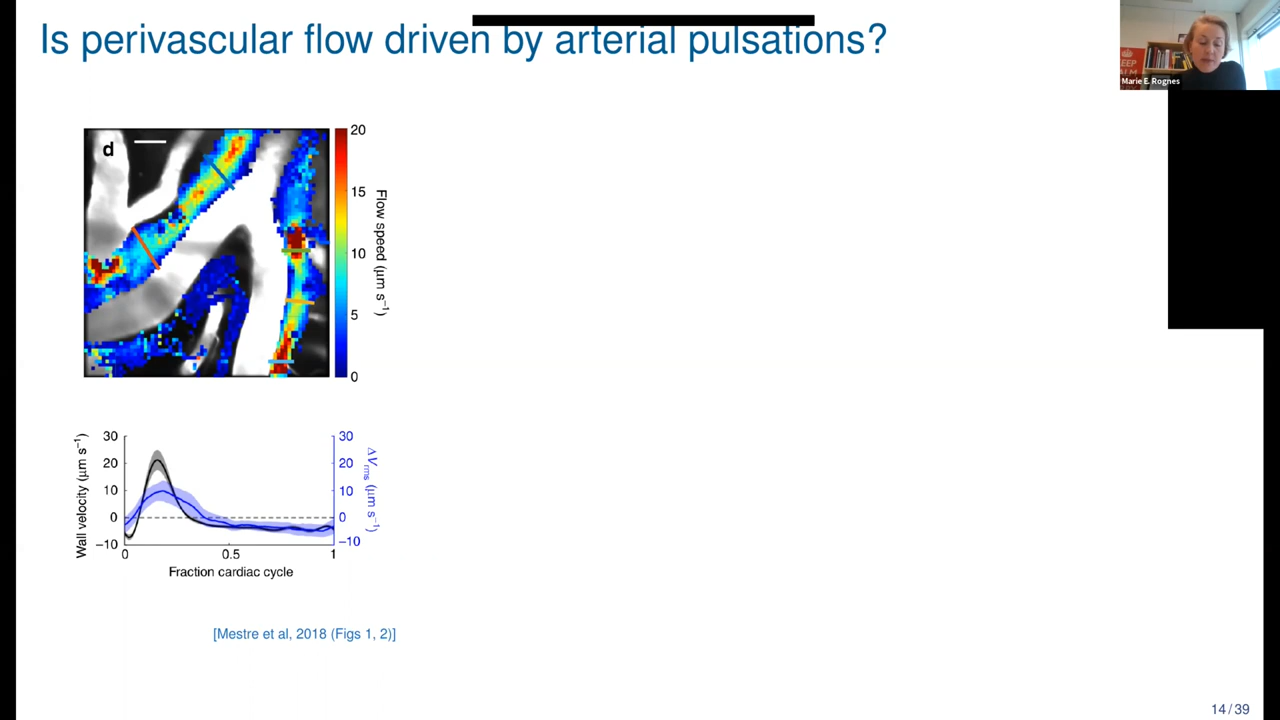 Is perivascular flow driven by arterial pulsations?
KEEP
Marie E. Rognes
d
20
15
10
5
0
Flow speed (μm s⁻¹)
30
20
10
0
−10
Wall velocity (μm s⁻¹)
30
20
10
0
−10
ΔVrms (μm s⁻¹)
0
0.5
1
Fraction cardiac cycle
[Mestre et al, 2018 (Figs 1, 2)]
14 / 39